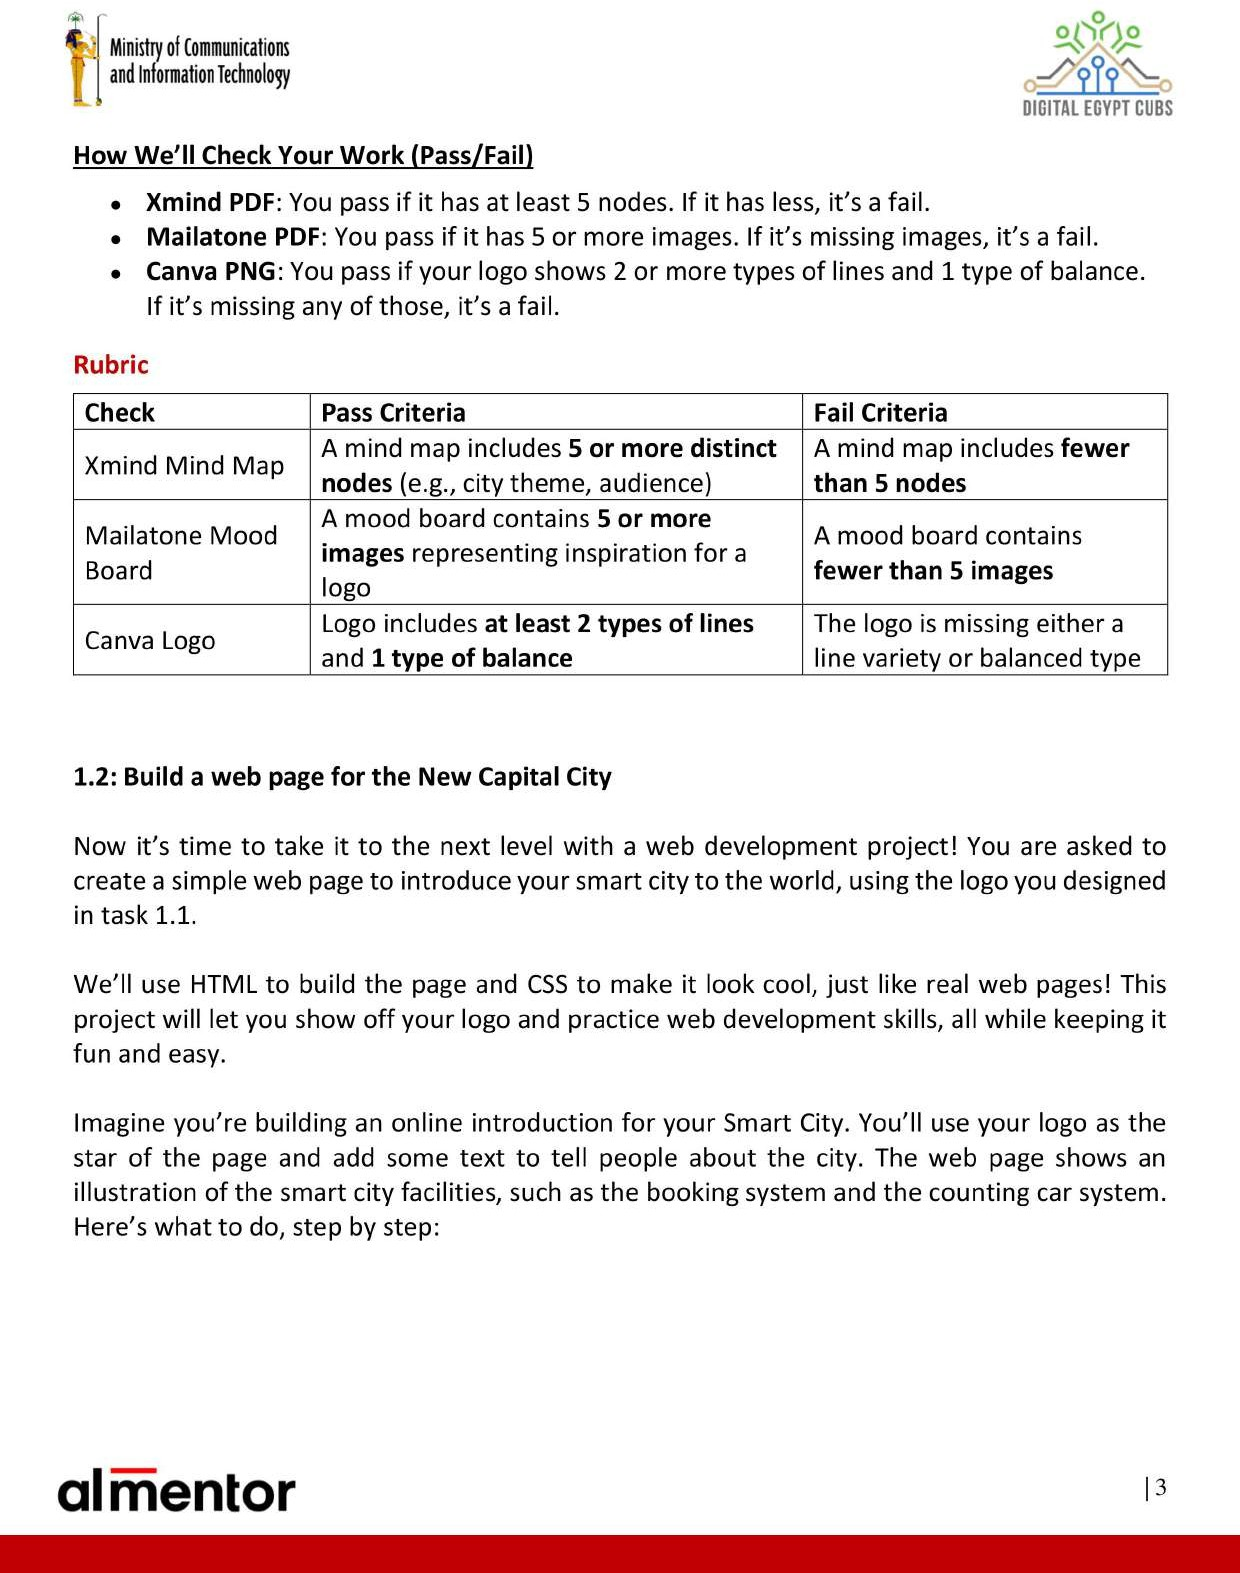 Ministry of Communications
and Information Technology
DIGITAL EGYPT CUBS
How We’ll Check Your Work (Pass/Fail)
• Xmind PDF: You pass if it has at least 5 nodes. If it has less, it’s a fail.
• Mailatone PDF: You pass if it has 5 or more images. If it’s missing images, it’s a fail.
• Canva PNG: You pass if your logo shows 2 or more types of lines and 1 type of balance.
If it’s missing any of those, it’s a fail.
Rubric
Check Pass Criteria Fail Criteria
Xmind Mind Map
A mind map includes 5 or more distinct
nodes (e.g., city theme, audience)
A mind map includes fewer
than 5 nodes
Mailatone Mood
Board
A mood board contains 5 or more
images representing inspiration for a
logo
A mood board contains
fewer than 5 images
Canva Logo
Logo includes at least 2 types of lines
and 1 type of balance
The logo is missing either a
line variety or balanced type
1.2: Build a web page for the New Capital City
Now it’s time to take it to the next level with a web development project! You are asked to
create a simple web page to introduce your smart city to the world, using the logo you designed
in task 1.1.
We’ll use HTML to build the page and CSS to make it look cool, just like real web pages! This
project will let you show off your logo and practice web development skills, all while keeping it
fun and easy.
Imagine you’re building an online introduction for your Smart City. You’ll use your logo as the
star of the page and add some text to tell people about the city. The web page shows an
illustration of the smart city facilities, such as the booking system and the counting car system.
Here’s what to do, step by step:
almentor
|3